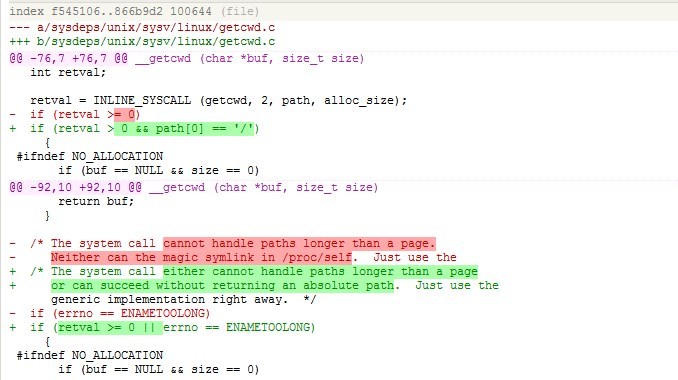 index f545106..866b9d2 100644 (file)
--- a/sysdeps/unix/sysv/linux/getcwd.c
+++ b/sysdeps/unix/sysv/linux/getcwd.c
@@ -76,7 +76,7 @@ __getcwd (char *buf, size_t size)
   int retval;

   retval = INLINE_SYSCALL (getcwd, 2, path, alloc_size);
-  if (retval >= 0)
+  if (retval > 0 && path[0] == '/')
     {
 #ifndef NO_ALLOCATION
       if (buf == NULL && size == 0)
@@ -92,10 +92,10 @@ __getcwd (char *buf, size_t size)
       return buf;
     }

-  /* The system call cannot handle paths longer than a page.
-     Neither can the magic symlink in /proc/self.  Just use the
+  /* The system call either cannot handle paths longer than a page
+     or can succeed without returning an absolute path.  Just use the
      generic implementation right away.  */
-  if (errno == ENAMETOOLONG)
+  if (retval >= 0 || errno == ENAMETOOLONG)
     {
 #ifndef NO_ALLOCATION
       if (buf == NULL && size == 0)